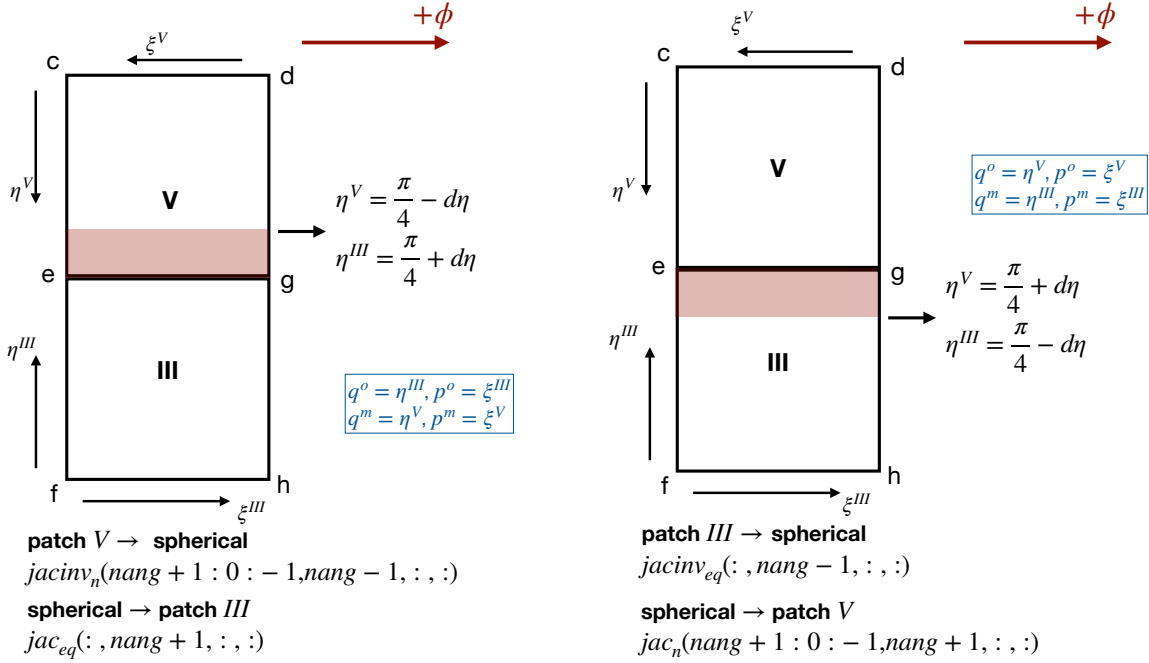 +ϕ
ξ^V
c
d
η^V
V
η^V = π/4 − dη
η^III = π/4 + dη
e
g
η^III
III
q^o = η^III, p^o = ξ^III
q^m = η^V, p^m = ξ^V
f
h
ξ^III
patch V → spherical
jacinv_n(nang + 1 : 0 : − 1,nang − 1, : , :)
spherical → patch III
jac_eq(: , nang + 1, : , :)
+ϕ
ξ^V
c
d
η^V
V
q^o = η^V, p^o = ξ^V
q^m = η^III, p^m = ξ^III
e
g
η^V = π/4 + dη
η^III = π/4 − dη
η^III
III
f
h
ξ^III
patch III → spherical
jacinv_eq(: , nang − 1, : , :)
spherical → patch V
jac_n(nang + 1 : 0 : − 1,nang + 1, : , :)